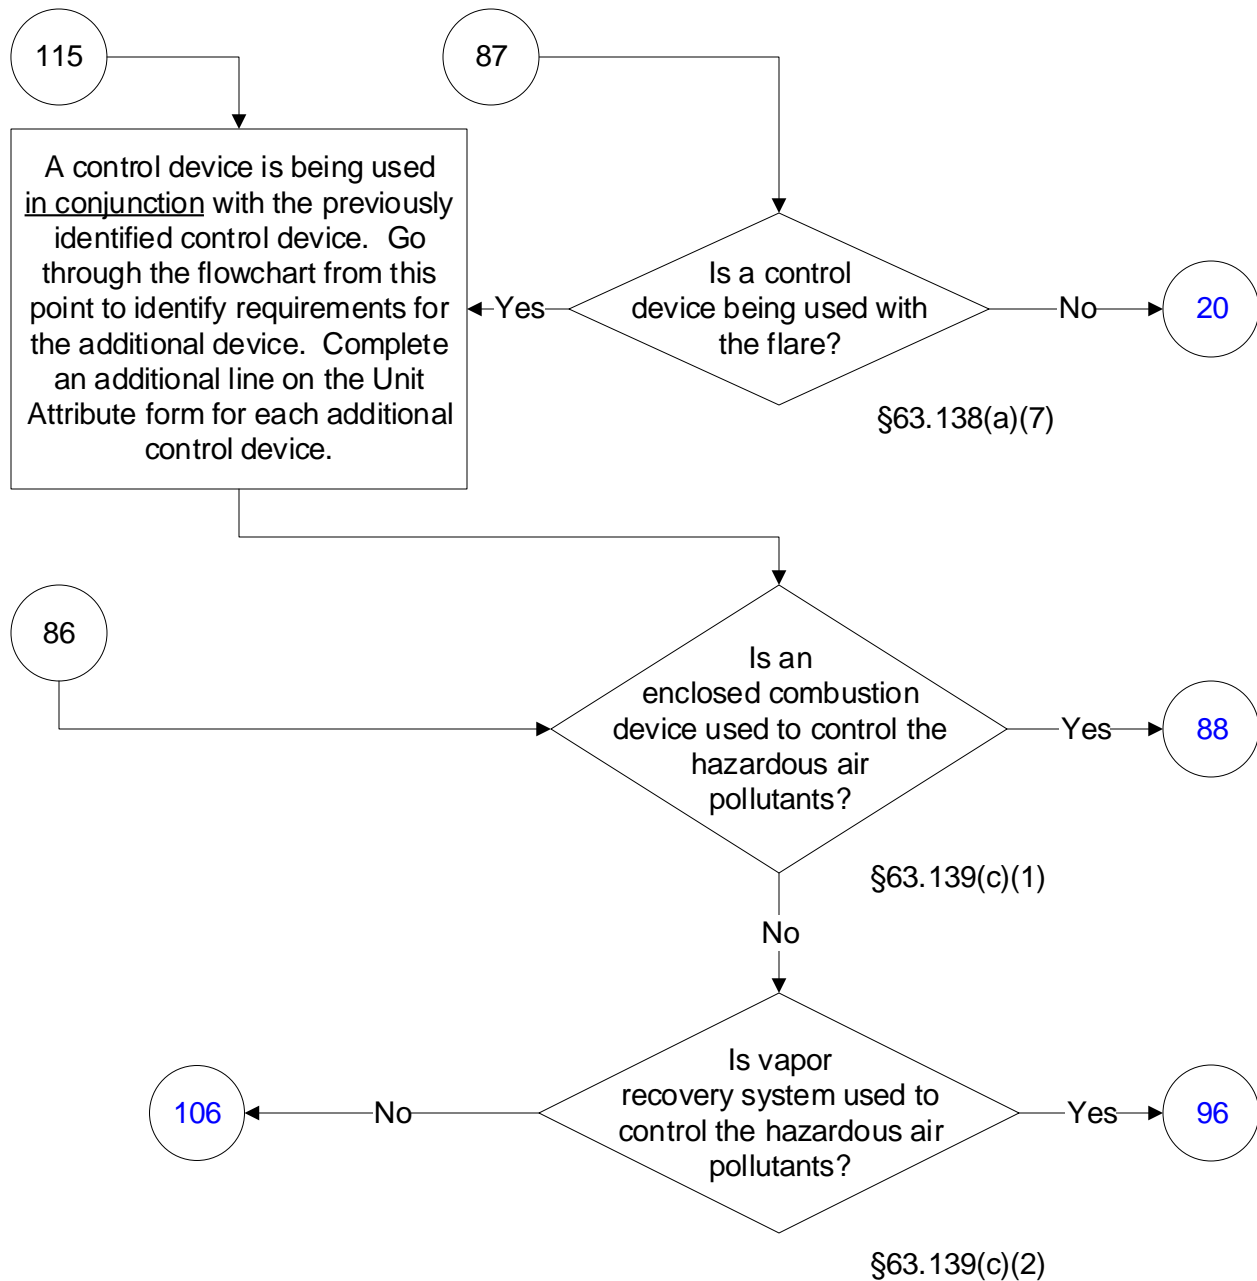 115
87
A control device is being used
in conjunction with the previously
identified control device.  Go
through the flowchart from this
point to identify requirements for
the additional device.  Complete
an additional line on the Unit
Attribute form for each additional
control device.
Yes
Is a control
device being used with
the flare?
No
20
§63.138(a)(7)
86
Is an
enclosed combustion
device used to control the
hazardous air
pollutants?
Yes
88
§63.139(c)(1)
No
106
No
Is vapor
recovery system used to
control the hazardous air
pollutants?
Yes
96
§63.139(c)(2)